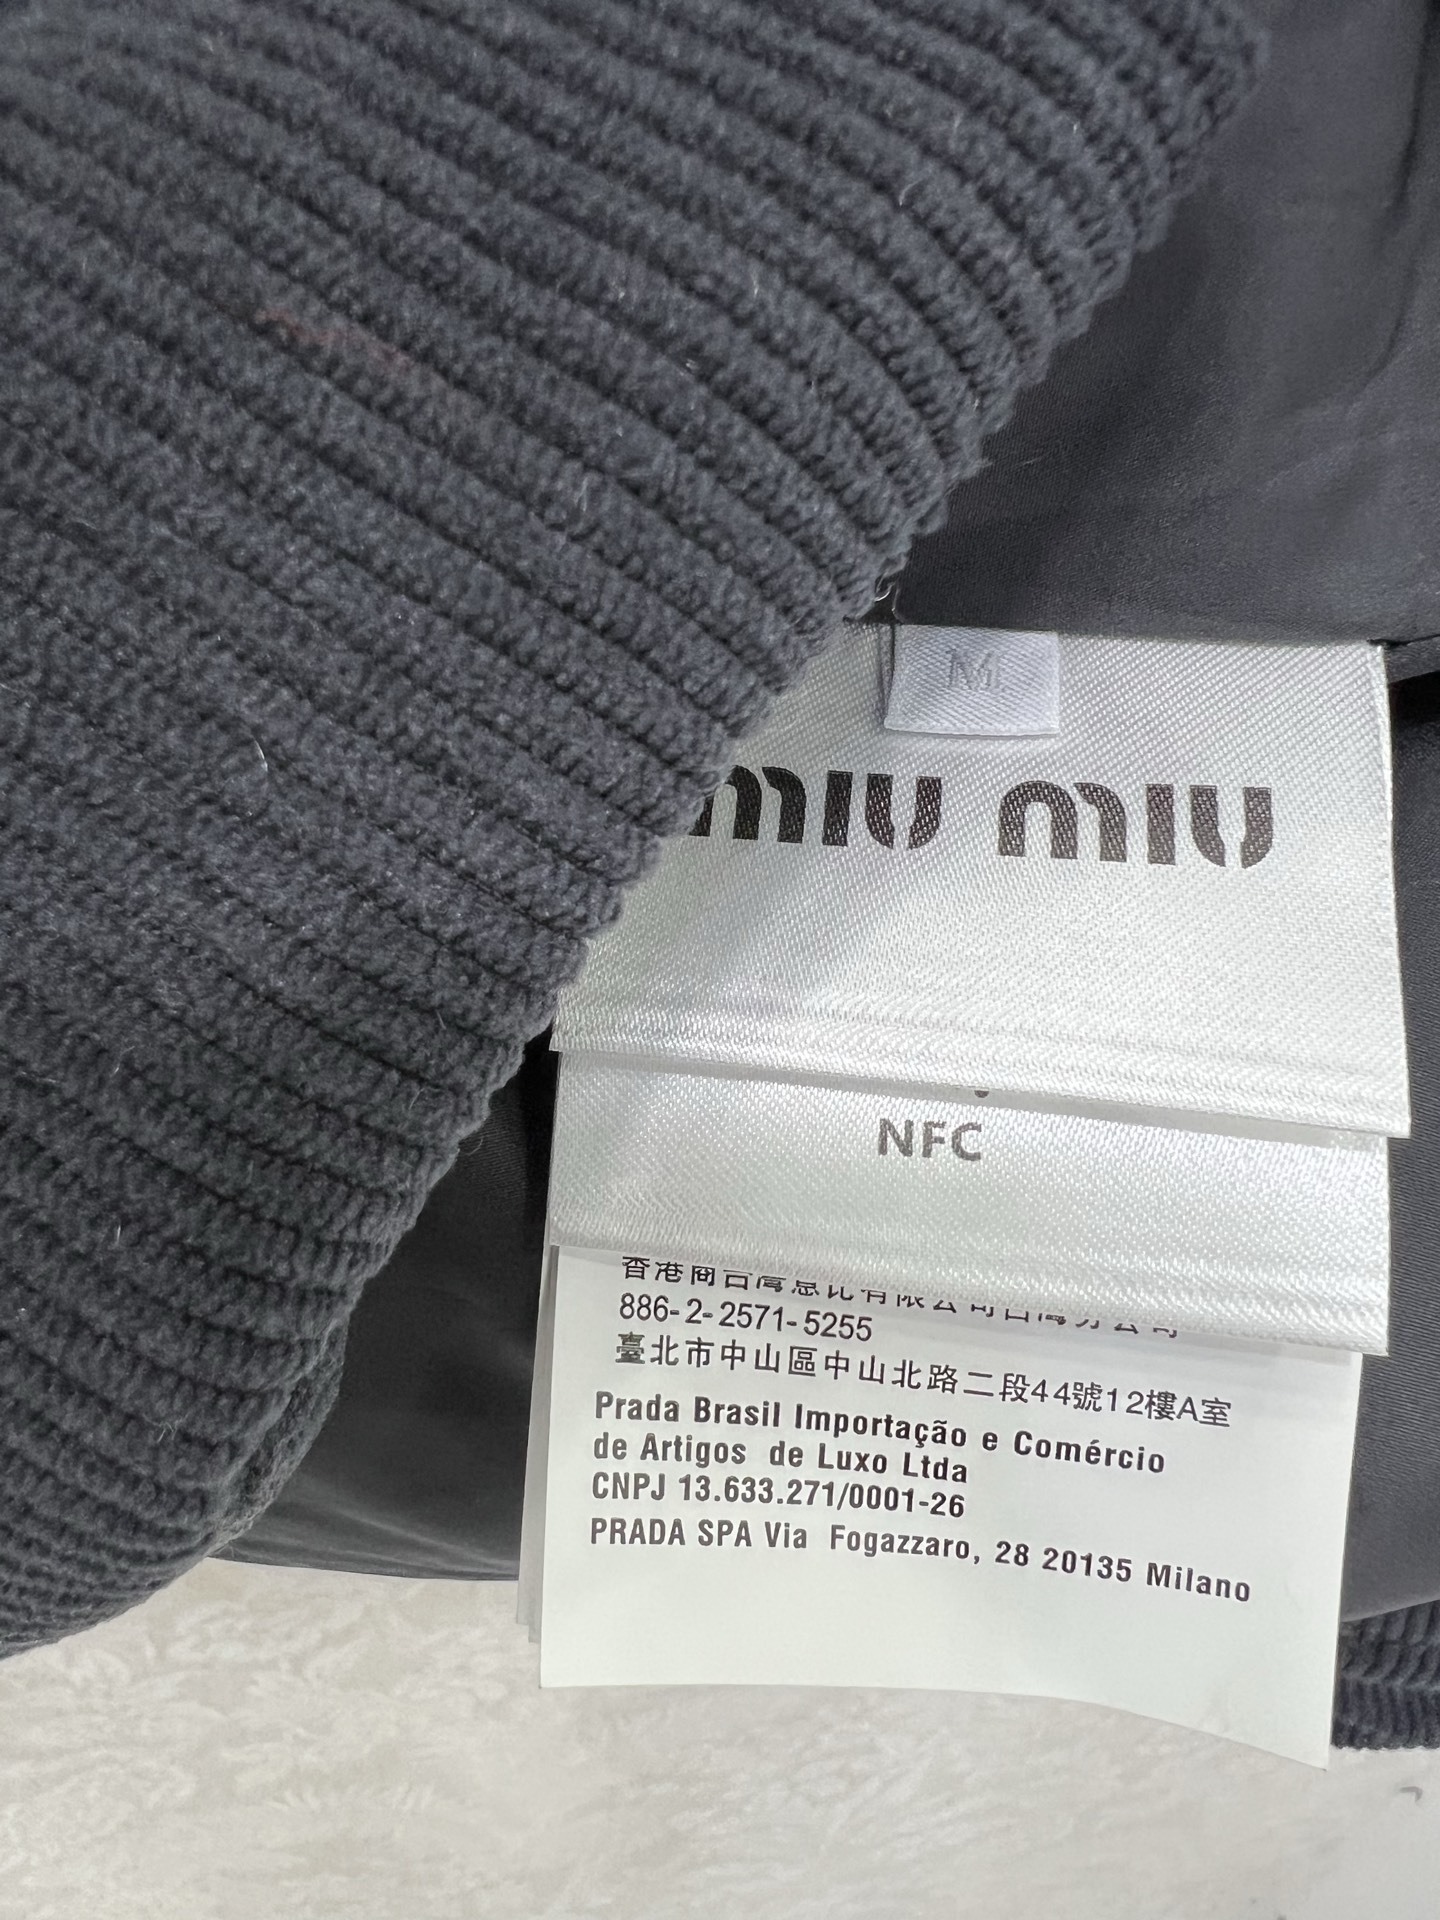 M
miu miu
NFC
886-2-2571-5255
臺北市中山區中山北路二段44號12樓A室
Prada Brasil Importação e Comércio
de Artigos de Luxo Ltda
CNPJ 13.633.271/0001-26
PRADA SPA Via Fogazzaro, 28 20135 Milano